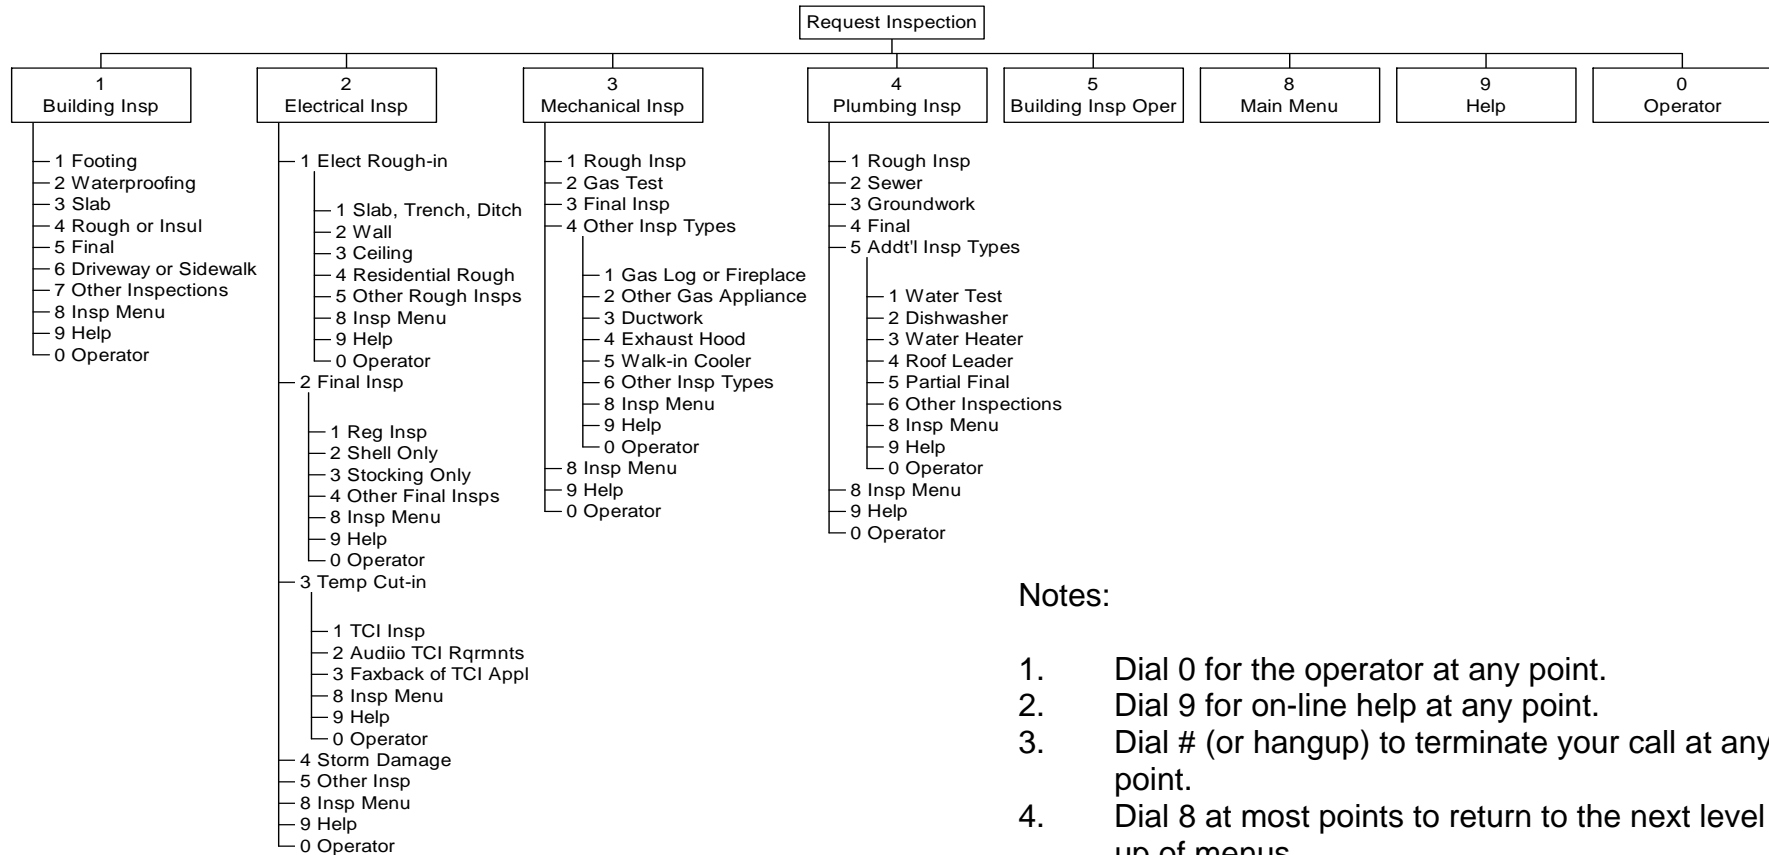 Request Inspection
1
Building Insp
2
Electrical Insp
3
Mechanical Insp
4
Plumbing Insp
5
Building Insp Oper
8
Main Menu
9
Help
0
Operator
1 Footing
2 Waterproofing
3 Slab
4 Rough or Insul
5 Final
6 Driveway or Sidewalk
7 Other Inspections
8 Insp Menu
9 Help
0 Operator
1 Elect Rough-in
1 Slab, Trench, Ditch
2 Wall
3 Ceiling
4 Residential Rough
5 Other Rough Insps
8 Insp Menu
9 Help
0 Operator
2 Final Insp
1 Reg Insp
2 Shell Only
3 Stocking Only
4 Other Final Insps
8 Insp Menu
9 Help
0 Operator
3 Temp Cut-in
1 TCI Insp
2 Audiio TCI Rqrmnts
3 Faxback of TCI Appl
8 Insp Menu
9 Help
0 Operator
4 Storm Damage
5 Other Insp
8 Insp Menu
9 Help
0 Operator
1 Rough Insp
2 Gas Test
3 Final Insp
4 Other Insp Types
1 Gas Log or Fireplace
2 Other Gas Appliance
3 Ductwork
4 Exhaust Hood
5 Walk-in Cooler
6 Other Insp Types
8 Insp Menu
9 Help
0 Operator
8 Insp Menu
9 Help
0 Operator
1 Rough Insp
2 Sewer
3 Groundwork
4 Final
5 Addt'l Insp Types
1 Water Test
2 Dishwasher
3 Water Heater
4 Roof Leader
5 Partial Final
6 Other Inspections
8 Insp Menu
9 Help
0 Operator
8 Insp Menu
9 Help
0 Operator
Notes:
1. Dial 0 for the operator at any point.
2. Dial 9 for on-line help at any point.
3. Dial # (or hangup) to terminate your call at any
point.
4. Dial 8 at most points to return to the next level
up of menus